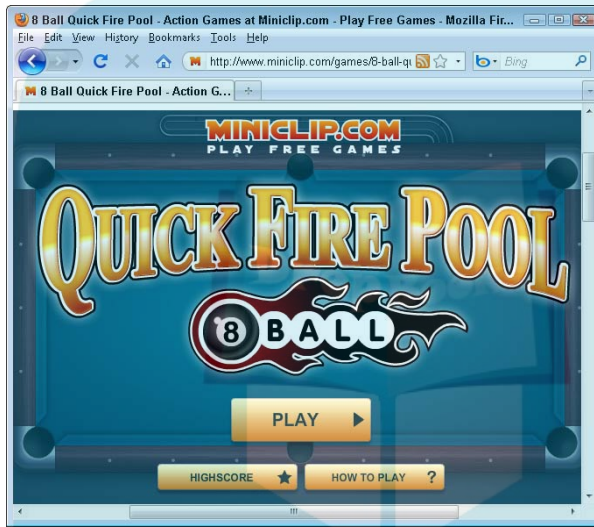 8 Ball Quick Fire Pool - Action Games at Miniclip.com - Play Free Games - Mozilla Fir...
File Edit View History Bookmarks Tools Help
http://www.miniclip.com/games/8-ball-qu
Bing
8 Ball Quick Fire Pool - Action G...
MINICLIP.COM
PLAY FREE GAMES
QUICK FIRE POOL
8 BALL
PLAY
HIGHSCORE
HOW TO PLAY ?